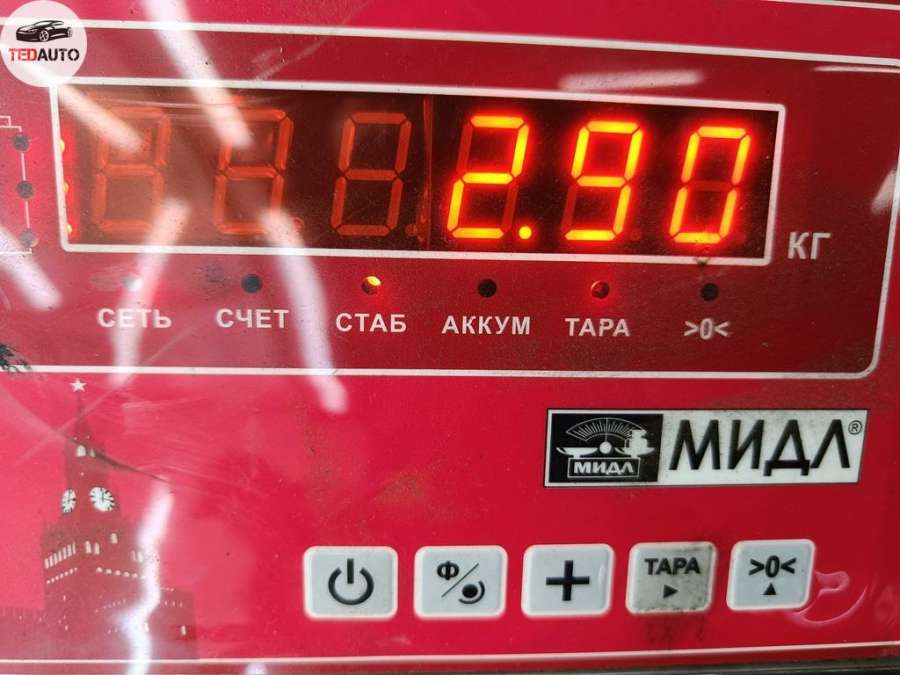 TEDAUTO
2.90
КГ
СЕТЬ СЧЕТ СТАБ АККУМ ТАРА >0<
МИДЛ МИДЛ®
Ф
+ ТАРА >0<